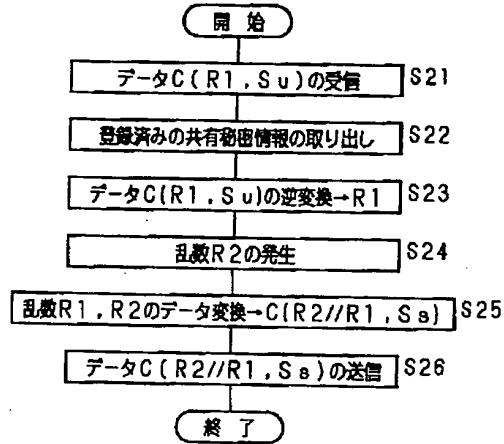 開始
データC(R1,Su)の受信 S21
登録済みの共有秘密情報の取り出し S22
データC(R1,Su)の逆変換→R1 S23
乱数R2の発生 S24
乱数R1,R2のデータ変換→C(R2//R1,Ss) S25
データC(R2//R1,Ss)の送信 S26
終了